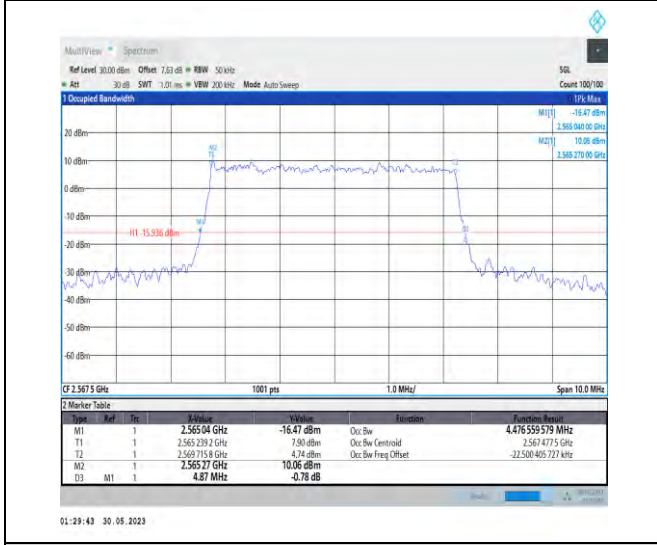 MultiView Spectrum
Ref Level 30.00 dBm Offset 7.63 dB RBW 50 kHz SGL
Att 30 dB SWT 1.01 ms VBW 200 kHz Mode Auto Sweep Count 100/100
1 Occupied Bandwidth 1Pk Max
M1[1] -16.47 dBm
2.565 040 00 GHz
M2[1] 10.06 dBm
2.565 270 00 GHz
20 dBm
M2
T1
T2
10 dBm
0 dBm
-10 dBm
M1
H1 -15.936 dBm
D3
-20 dBm
-30 dBm
-40 dBm
-50 dBm
-60 dBm
CF 2.567 5 GHz 1001 pts 1.0 MHz/ Span 10.0 MHz
2 Marker Table
Type Ref Trc X-Value Y-Value Function Function Result
M1 1 2.565 04 GHz -16.47 dBm Occ Bw 4.476 559 579 MHz
T1 1 2.565 239 2 GHz 7.90 dBm Occ Bw Centroid 2.567 477 5 GHz
T2 1 2.569 715 8 GHz 4.74 dBm Occ Bw Freq Offset -22.500 405 727 kHz
M2 1 2.565 27 GHz 10.06 dBm
D3 M1 1 4.87 MHz -0.78 dB
01:29:43 30.05.2023